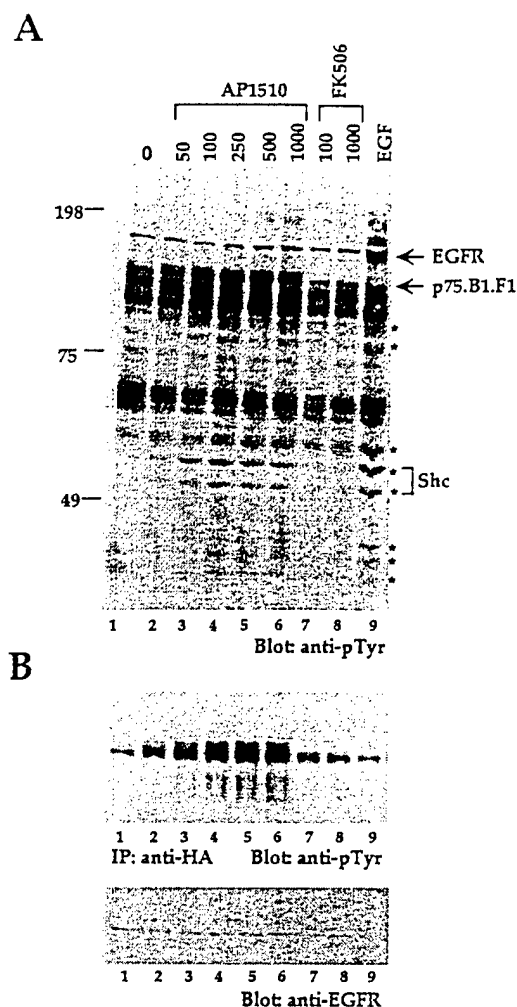 A
AP1510
FK506
0 50 100 250 500 1000 100 1000 EGF
198
EGFR
p75.B1.F1
*
*
75
*
*
Shc
49
*
*
*
*
1 2 3 4 5 6 7 8 9
Blot: anti-pTyr
B
1 2 3 4 5 6 7 8 9
IP: anti-HA Blot: anti-pTyr
1 2 3 4 5 6 7 8 9
Blot: anti-EGFR